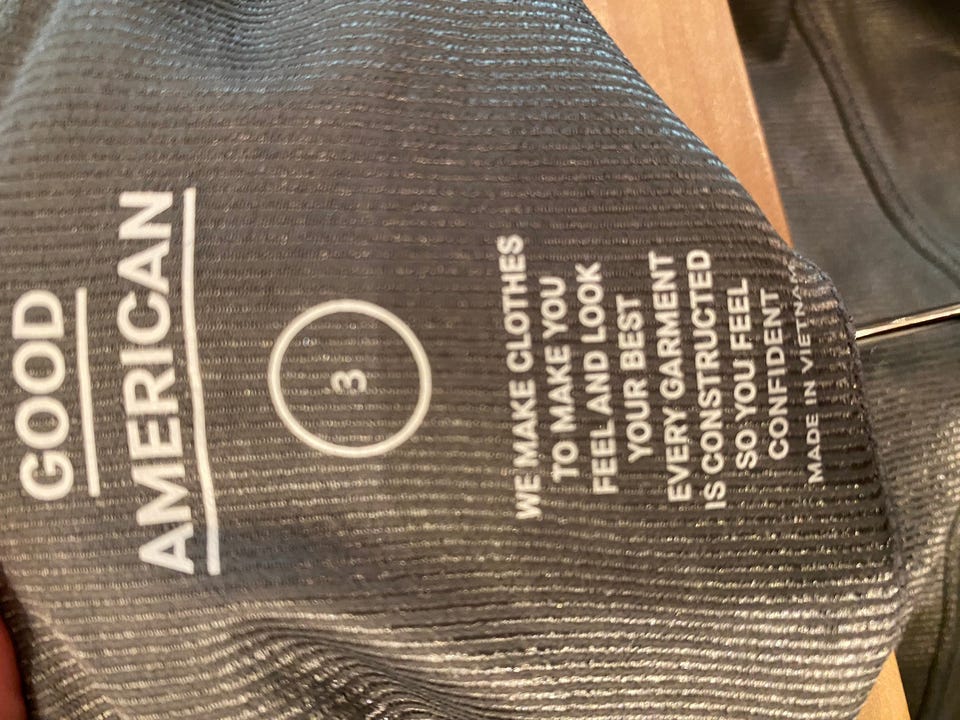 GOOD
AMERICAN
3
WE MAKE CLOTHES
TO MAKE YOU
FEEL AND LOOK
YOUR BEST
EVERY GARMENT
IS CONSTRUCTED
SO YOU FEEL
CONFIDENT
MADE IN VIETNAM